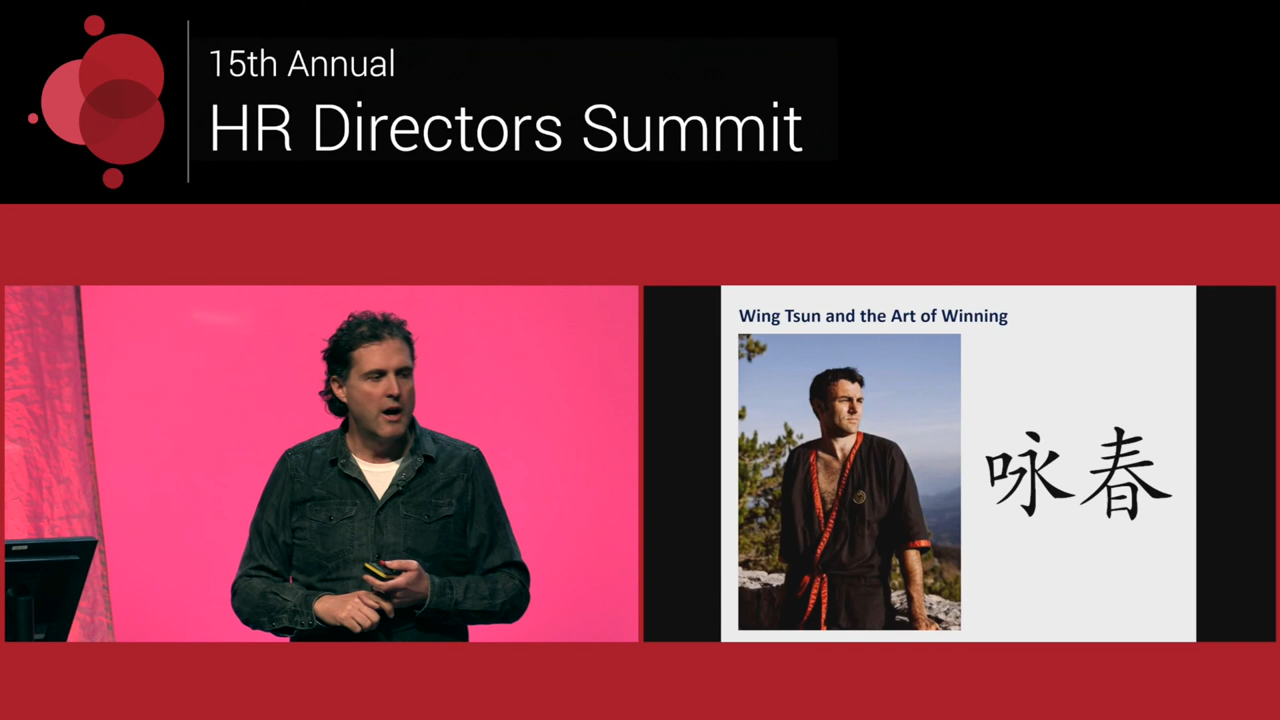 15th Annual
HR Directors Summit
Wing Tsun and the Art of Winning
咏春